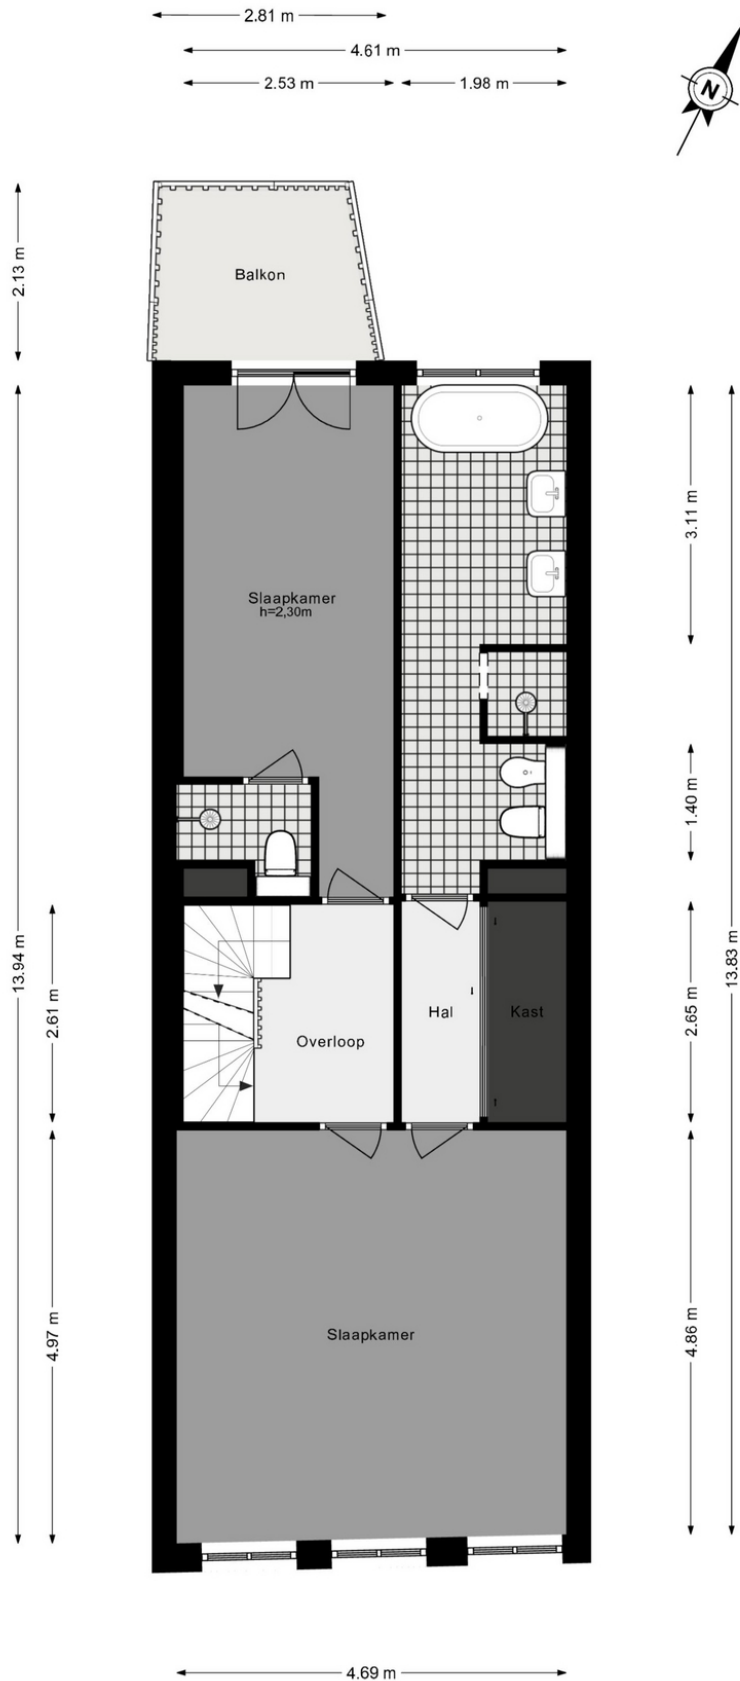 2.81 m
4.61 m
2.53 m
1.98 m
N
2.13 m
Balkon
3.11 m
Slaapkamer
h=2,30m
1.40 m
13.94 m
13.83 m
2.61 m
2.65 m
Hal
Kast
Overloop
4.97 m
4.86 m
Slaapkamer
4.69 m